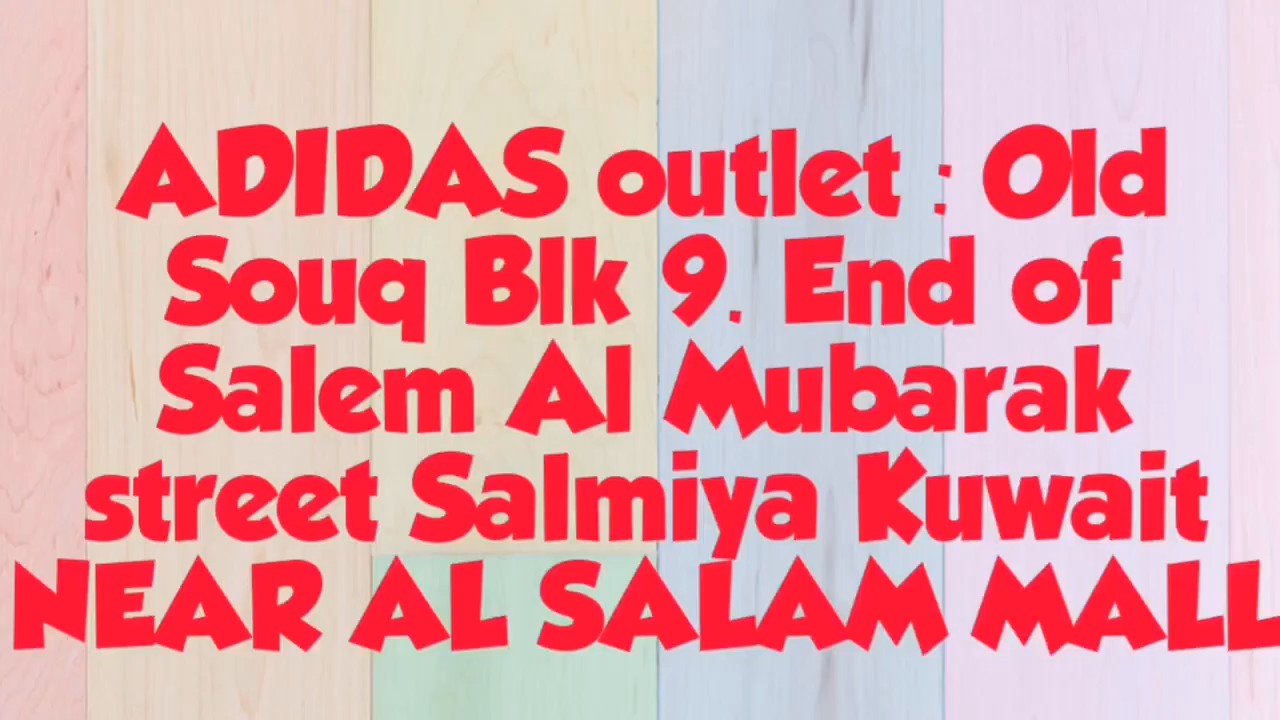 ADIDAS outlet : Old
Souq Blk 9. End of
Salem Al Mubarak
street Salmiya Kuwait
NEAR AL SALAM MALL